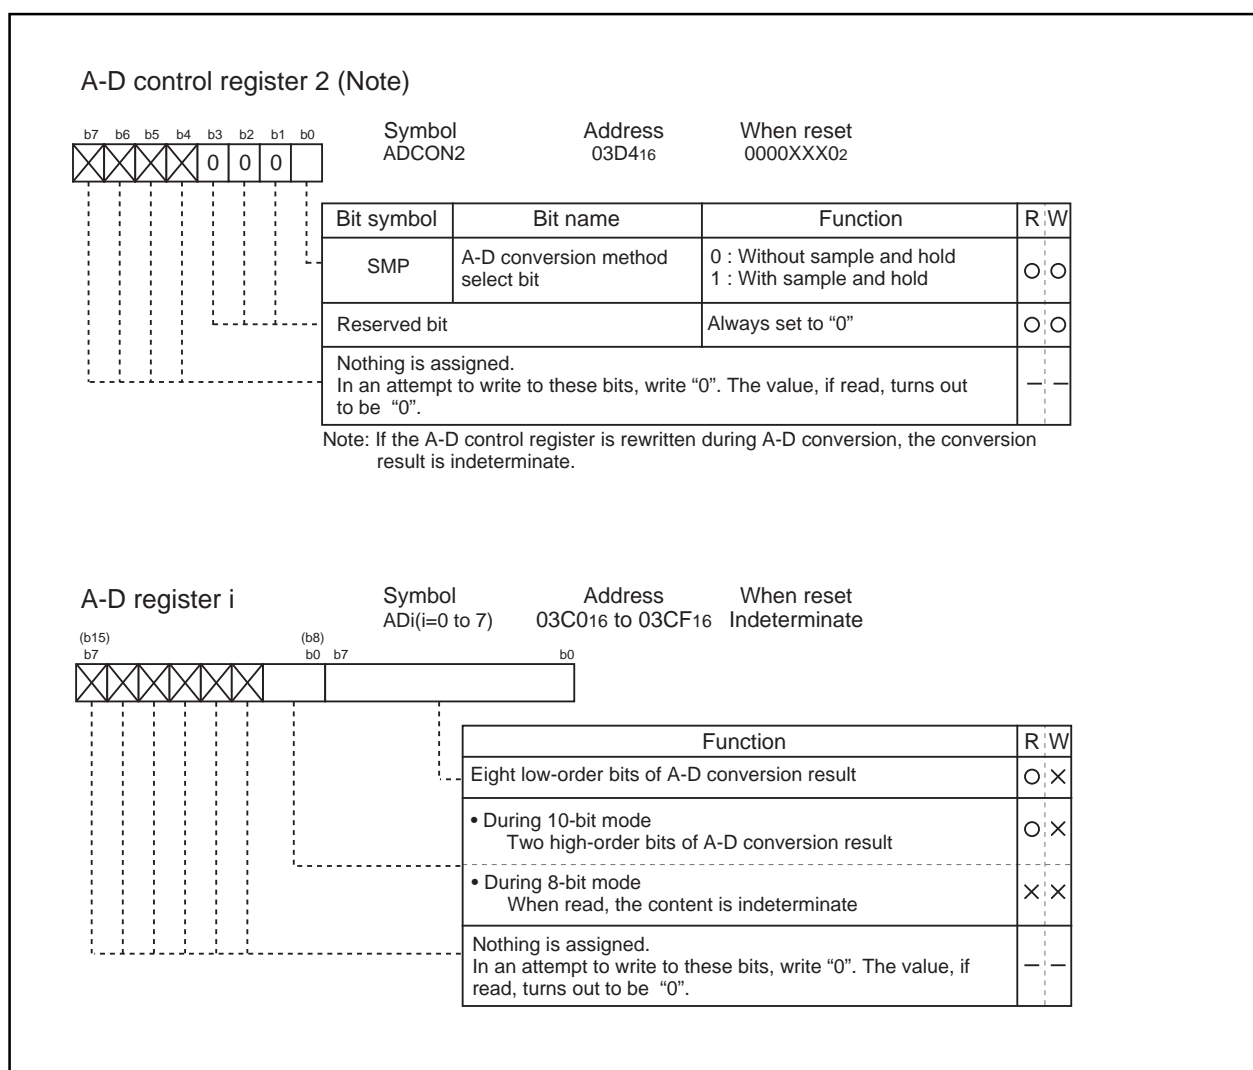 A-D control register 2 (Note)
b7 b6 b5 b4 b3 b2 b1 b0
0 0 0
Symbol Address When reset
ADCON2 03D416 0000XXX02
Bit symbol Bit name Function R W
SMP A-D conversion method select bit 0 : Without sample and hold
1 : With sample and hold
Reserved bit Always set to “0”
Nothing is assigned.
In an attempt to write to these bits, write “0”. The value, if read, turns out
to be “0”.
Note: If the A-D control register is rewritten during A-D conversion, the conversion
result is indeterminate.
A-D register i
Symbol Address When reset
ADi(i=0 to 7) 03C016 to 03CF16 Indeterminate
(b15) (b8)
b7 b0 b7 b0
Function R W
Eight low-order bits of A-D conversion result
• During 10-bit mode
Two high-order bits of A-D conversion result
• During 8-bit mode
When read, the content is indeterminate
Nothing is assigned.
In an attempt to write to these bits, write “0”. The value, if
read, turns out to be “0”.